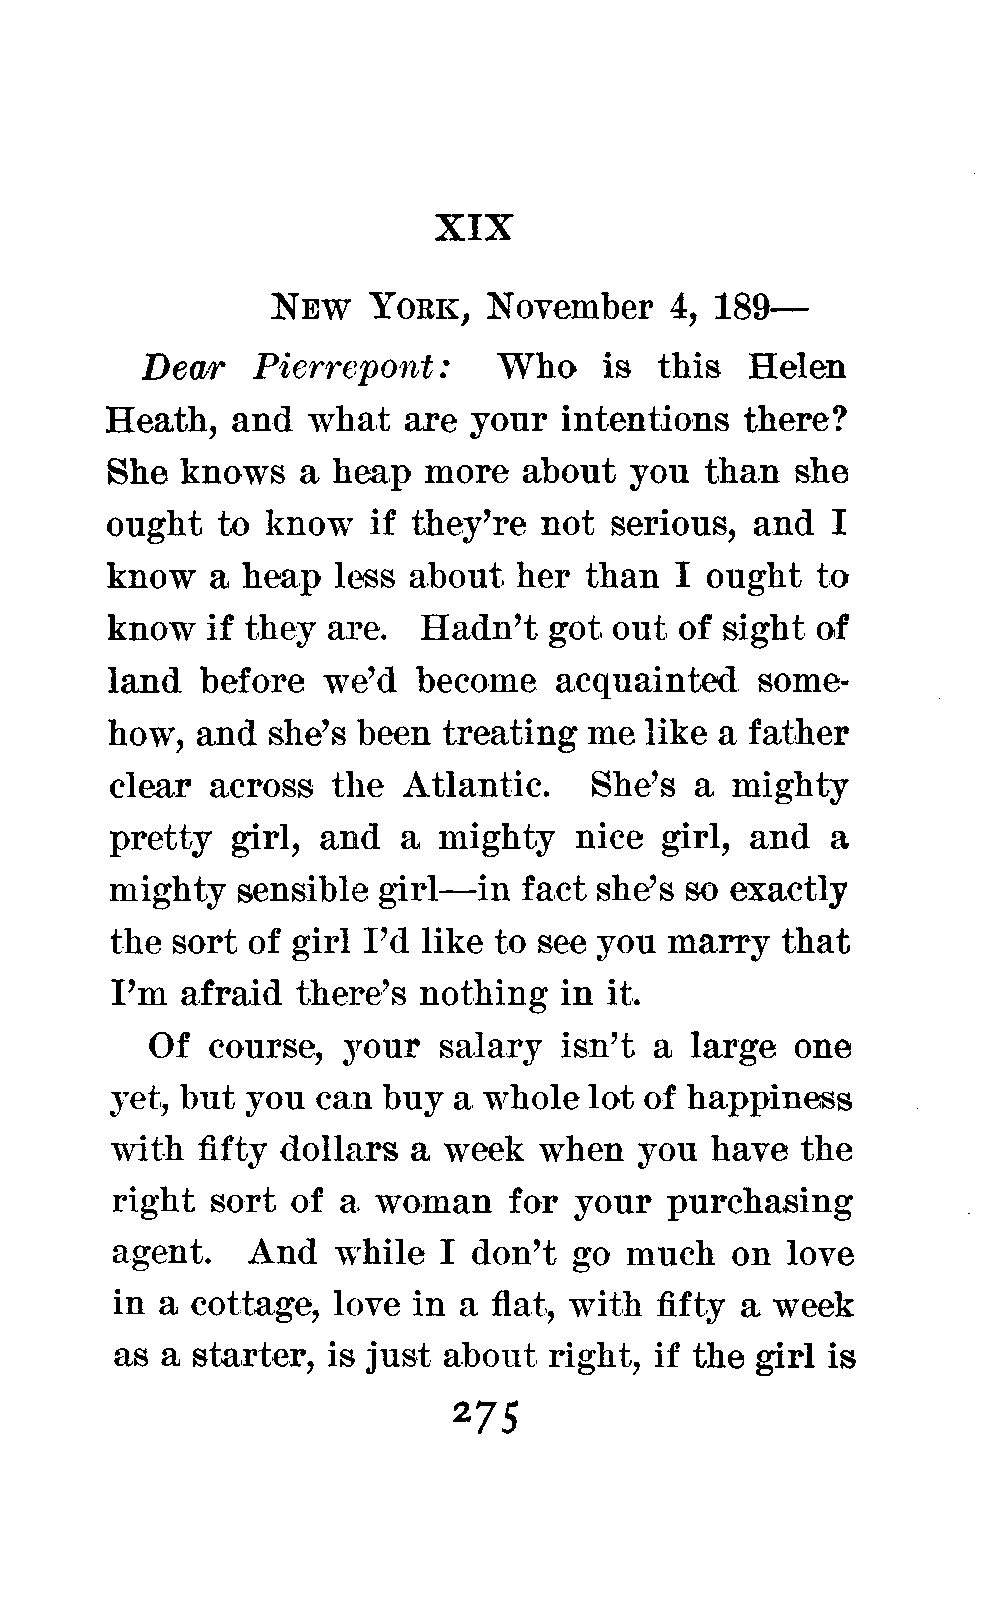 XIX
NEW YORK, November 4, 189—
Dear Pierrepont: Who is this Helen
Heath, and what are your intentions there?
She knows a heap more about you than she
ought to know if they're not serious, and I
know a heap less about her than I ought to
know if they are. Hadn't got out of sight of
land before we'd become acquainted some-
how, and she's been treating me like a father
clear across the Atlantic. She's a mighty
pretty girl, and a mighty nice girl, and a
mighty sensible girl—in fact she's so exactly
the sort of girl I'd like to see you marry that
I'm afraid there's nothing in it.
Of course, your salary isn't a large one
yet, but you can buy a whole lot of happiness
with fifty dollars a week when you have the
right sort of a woman for your purchasing
agent. And while I don't go much on love
in a cottage, love in a flat, with fifty a week
as a starter, is just about right, if the girl is
275